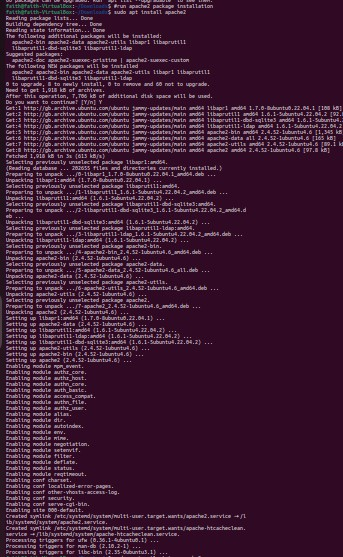 faith@faith-VirtualBox:~/Downloads$ #run apache2 package installation
faith@faith-VirtualBox:~/Downloads$ sudo apt install apache2
Reading package lists... Done
Building dependency tree... Done
Reading state information... Done
The following additional packages will be installed:
apache2-bin apache2-data apache2-utils libapr1 libaprutil1
libaprutil1-dbd-sqlite3 libaprutil1-ldap
Suggested packages:
apache2-doc apache2-suexec-pristine | apache2-suexec-custom
The following NEW packages will be installed:
apache2 apache2-bin apache2-data apache2-utils libapr1 libaprutil1
libaprutil1-dbd-sqlite3 libaprutil1-ldap
0 upgraded, 8 newly installed, 0 to remove and 60 not upgraded.
Need to get 1,918 kB of archives.
After this operation, 7,706 kB of additional disk space will be used.
Do you want to continue? [Y/n] Y
Get:1 http://gh.archive.ubuntu.com/ubuntu jammy-updates/main amd64 libapr1 amd64 1.7.0-8ubuntu0.22.04.1 [108 kB]
Get:2 http://gh.archive.ubuntu.com/ubuntu jammy-updates/main amd64 libaprutil1 amd64 1.6.1-5ubuntu4.22.04.2 [92.
Get:3 http://gh.archive.ubuntu.com/ubuntu jammy-updates/main amd64 libaprutil1-dbd-sqlite3 amd64 1.6.1-5ubuntu4.
Get:4 http://gh.archive.ubuntu.com/ubuntu jammy-updates/main amd64 libaprutil1-ldap amd64 1.6.1-5ubuntu4.22.04.2
Get:5 http://gh.archive.ubuntu.com/ubuntu jammy-updates/main amd64 apache2-bin amd64 2.4.52-1ubuntu4.6 [1,345 kB
Get:6 http://gh.archive.ubuntu.com/ubuntu jammy-updates/main amd64 apache2-data all 2.4.52-1ubuntu4.6 [165 kB]
Get:7 http://gh.archive.ubuntu.com/ubuntu jammy-updates/main amd64 apache2-utils amd64 2.4.52-1ubuntu4.6 [89.1 kB
Get:8 http://gh.archive.ubuntu.com/ubuntu jammy-updates/main amd64 apache2 amd64 2.4.52-1ubuntu4.6 [97.8 kB]
Fetched 1,918 kB in 3s (613 kB/s)
Selecting previously unselected package libapr1:amd64.
(Reading database ... 202635 files and directories currently installed.)
Preparing to unpack .../0-libapr1_1.7.0-8ubuntu0.22.04.1_amd64.deb ...
Unpacking libapr1:amd64 (1.7.0-8ubuntu0.22.04.1) ...
Selecting previously unselected package libaprutil1:amd64.
Preparing to unpack .../1-libaprutil1_1.6.1-5ubuntu4.22.04.2_amd64.deb ...
Unpacking libaprutil1:amd64 (1.6.1-5ubuntu4.22.04.2) ...
Selecting previously unselected package libaprutil1-dbd-sqlite3:amd64.
Preparing to unpack .../2-libaprutil1-dbd-sqlite3_1.6.1-5ubuntu4.22.04.2_amd64.d
eb ...
Unpacking libaprutil1-dbd-sqlite3:amd64 (1.6.1-5ubuntu4.22.04.2) ...
Selecting previously unselected package libaprutil1-ldap:amd64.
Preparing to unpack .../3-libaprutil1-ldap_1.6.1-5ubuntu4.22.04.2_amd64.deb ...
Unpacking libaprutil1-ldap:amd64 (1.6.1-5ubuntu4.22.04.2) ...
Selecting previously unselected package apache2-bin.
Preparing to unpack .../4-apache2-bin_2.4.52-1ubuntu4.6_amd64.deb ...
Unpacking apache2-bin (2.4.52-1ubuntu4.6) ...
Selecting previously unselected package apache2-data.
Preparing to unpack .../5-apache2-data_2.4.52-1ubuntu4.6_all.deb ...
Unpacking apache2-data (2.4.52-1ubuntu4.6) ...
Selecting previously unselected package apache2-utils.
Preparing to unpack .../6-apache2-utils_2.4.52-1ubuntu4.6_amd64.deb ...
Unpacking apache2-utils (2.4.52-1ubuntu4.6) ...
Selecting previously unselected package apache2.
Preparing to unpack .../7-apache2_2.4.52-1ubuntu4.6_amd64.deb ...
Unpacking apache2 (2.4.52-1ubuntu4.6) ...
Setting up libapr1:amd64 (1.7.0-8ubuntu0.22.04.1) ...
Setting up apache2-data (2.4.52-1ubuntu4.6) ...
Setting up libaprutil1:amd64 (1.6.1-5ubuntu4.22.04.2) ...
Setting up libaprutil1-ldap:amd64 (1.6.1-5ubuntu4.22.04.2) ...
Setting up libaprutil1-dbd-sqlite3:amd64 (1.6.1-5ubuntu4.22.04.2) ...
Setting up apache2-utils (2.4.52-1ubuntu4.6) ...
Setting up apache2-bin (2.4.52-1ubuntu4.6) ...
Setting up apache2 (2.4.52-1ubuntu4.6) ...
Enabling module mpm_event.
Enabling module authz_core.
Enabling module authz_host.
Enabling module authn_core.
Enabling module auth_basic.
Enabling module access_compat.
Enabling module authn_file.
Enabling module authz_user.
Enabling module alias.
Enabling module dir.
Enabling module autoindex.
Enabling module env.
Enabling module mime.
Enabling module negotiation.
Enabling module setenvif.
Enabling module filter.
Enabling module deflate.
Enabling module status.
Enabling module reqtimeout.
Enabling conf charset.
Enabling conf localized-error-pages.
Enabling conf other-vhosts-access-log.
Enabling conf security.
Enabling conf serve-cgi-bin.
Enabling site 000-default.
Created symlink /etc/systemd/system/multi-user.target.wants/apache2.service → /l
ib/systemd/system/apache2.service.
Created symlink /etc/systemd/system/multi-user.target.wants/apache-htcacheclean.
service → /lib/systemd/system/apache-htcacheclean.service.
Processing triggers for ufw (0.36.1-4ubuntu0.1) ...
Processing triggers for man-db (2.10.2-1) ...
Processing triggers for libc-bin (2.35-0ubuntu3.1) ...